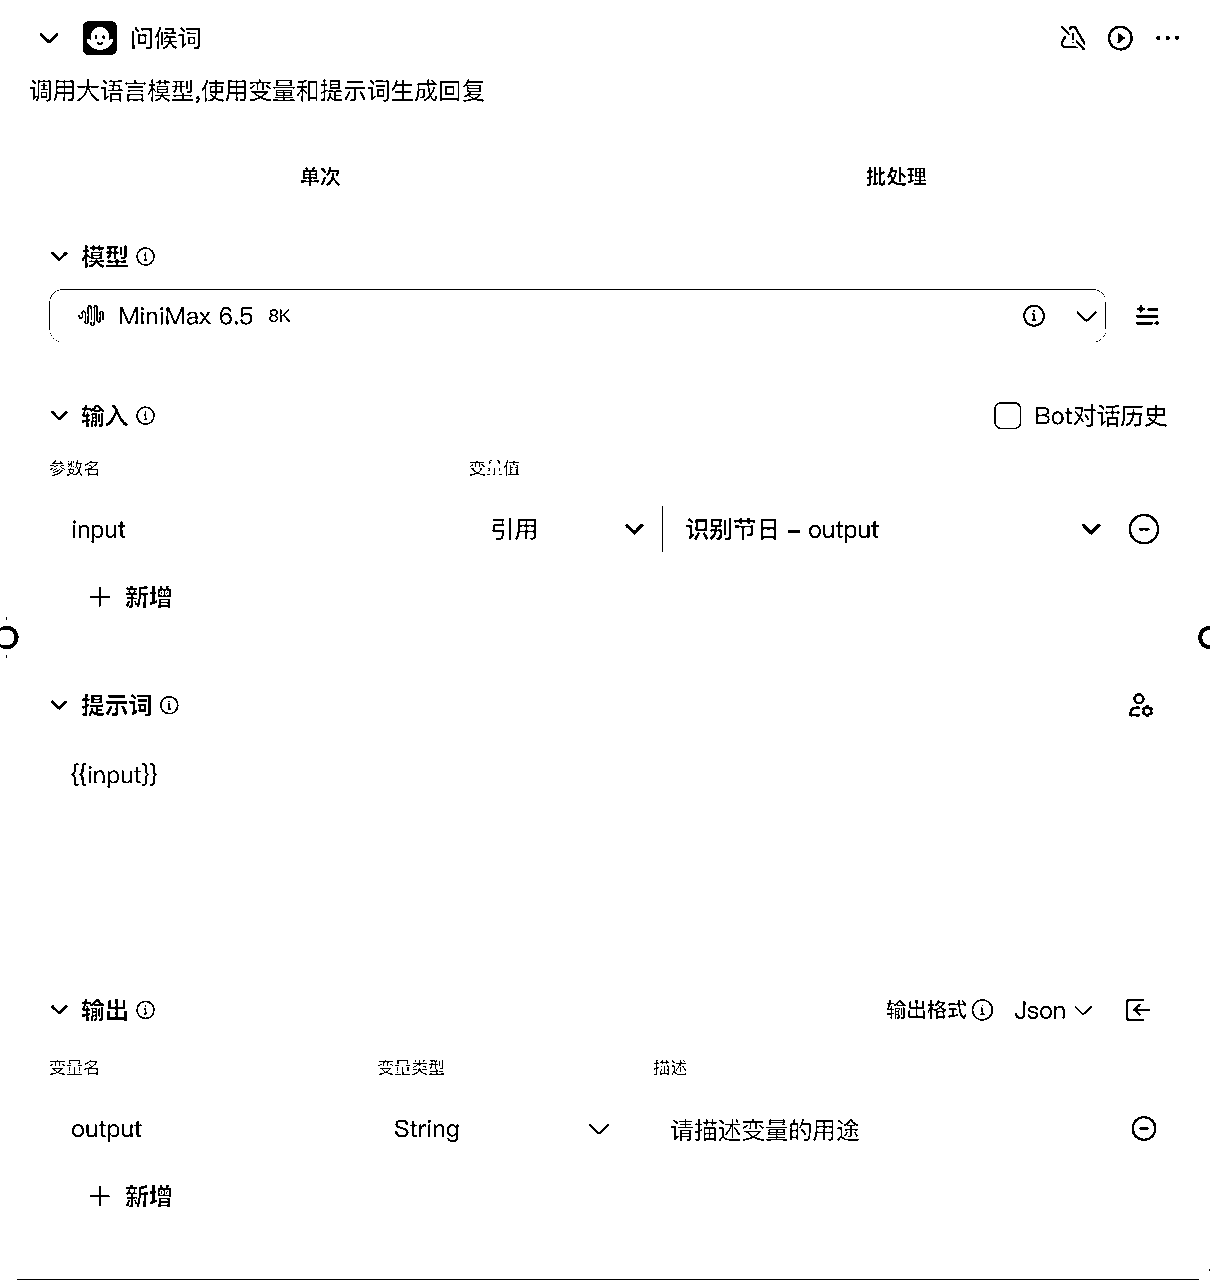 问候词
调用大语言模型,使用变量和提示词生成回复
单次 批处理
模型
MiniMax 6.5 8K
输入 Bot对话历史
参数名 变量值
input 引用 识别节日 – output
+ 新增
提示词
{{input}}
输出 输出格式 Json
变量名 变量类型 描述
output String 请描述变量的用途
+ 新增